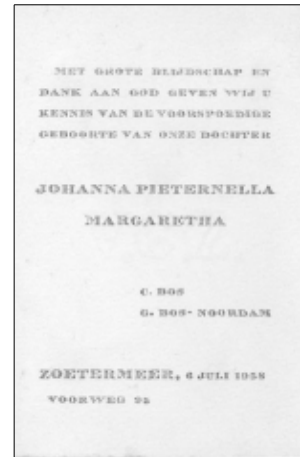 MET GROTE BLIJDSCHAP EN
DANK AAN GOD GEVEN WIJ U
KENNIS VAN DE VOORSPOEDIGE
GEBOORTE VAN ONZE DOCHTER
JOHANNA PIETERNELLA
MARGARETHA
C. BOS
G. BOS- NOORDAM
ZOETERMEER, 6 JULI 1958
VOORWEG 95